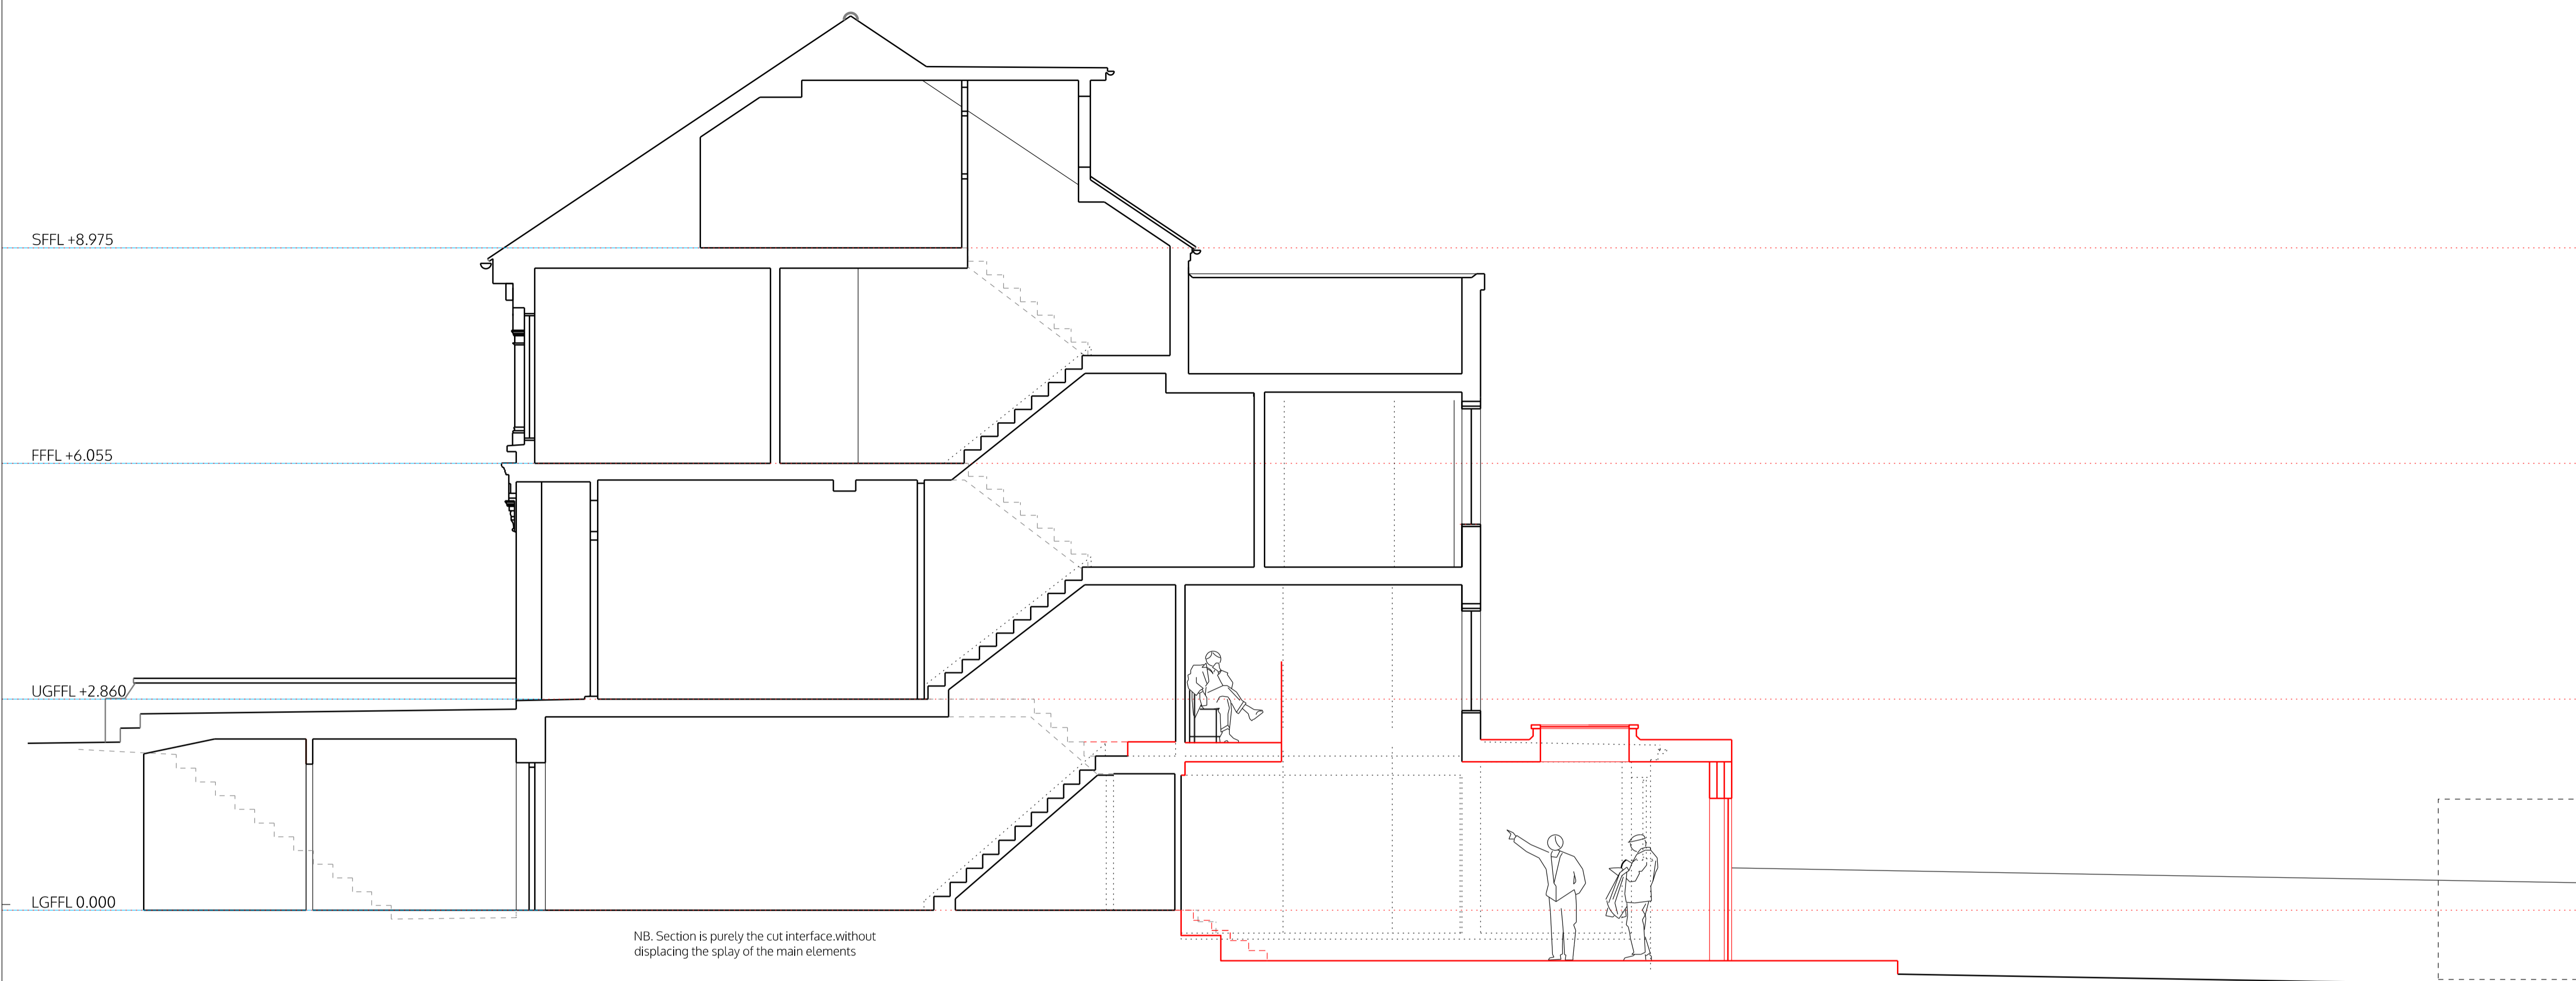 SFFL +8.975
FFFL +6.055
UGFFL +2.860
LGFFL 0.000
NB. Section is purely the cut interface.without
displacing the splay of the main elements